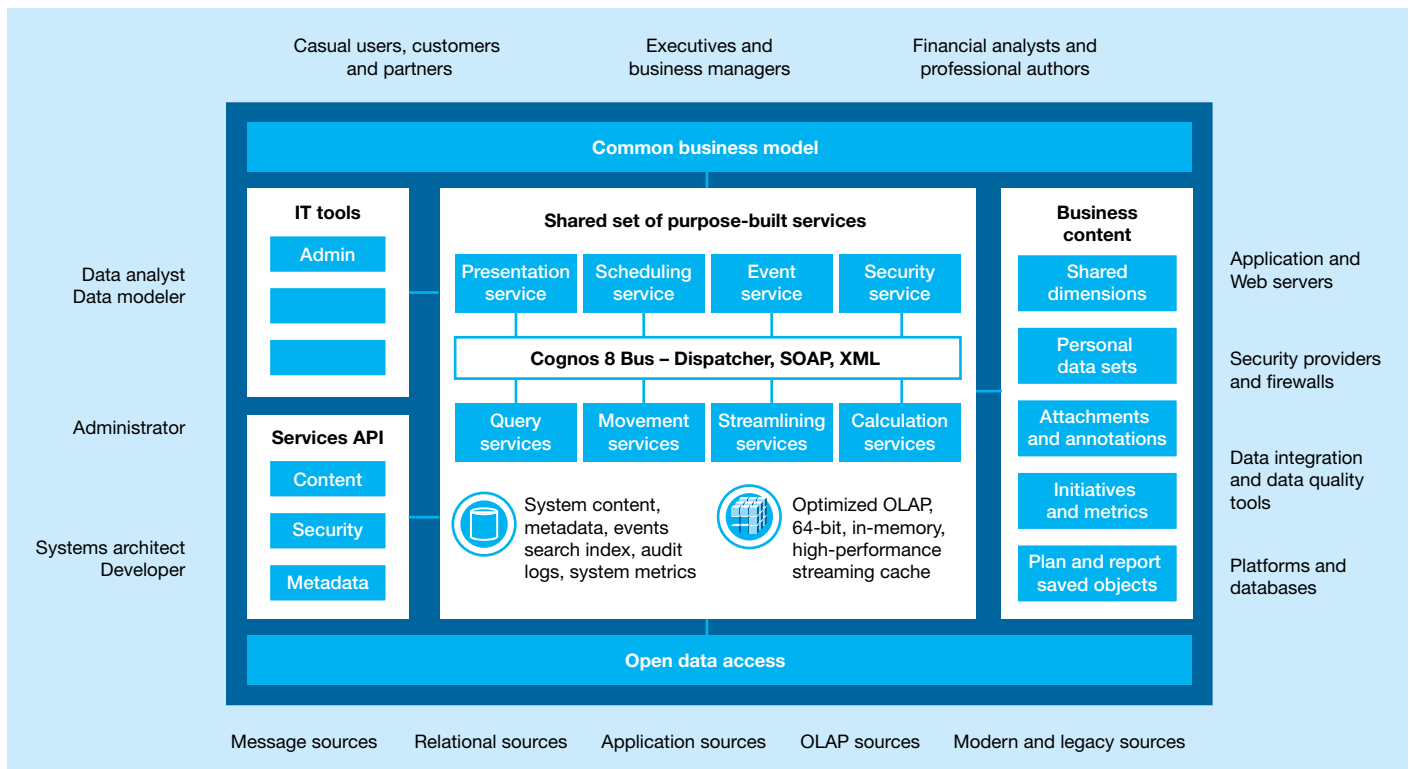 Casual users, customers
and partners
Executives and
business managers
Financial analysts and
professional authors
Common business model
IT tools
Admin
Data analyst
Data modeler
Administrator
Services API
Content
Security
Metadata
Systems architect
Developer
Shared set of purpose-built services
Presentation
service
Scheduling
service
Event
service
Security
service
Cognos 8 Bus – Dispatcher, SOAP, XML
Query
services
Movement
services
Streamlining
services
Calculation
services
System content,
metadata, events
search index, audit
logs, system metrics
Optimized OLAP,
64-bit, in-memory,
high-performance
streaming cache
Business
content
Shared
dimensions
Personal
data sets
Attachments
and annotations
Initiatives
and metrics
Plan and report
saved objects
Application and
Web servers
Security providers
and firewalls
Data integration
and data quality
tools
Platforms and
databases
Open data access
Message sources
Relational sources
Application sources
OLAP sources
Modern and legacy sources